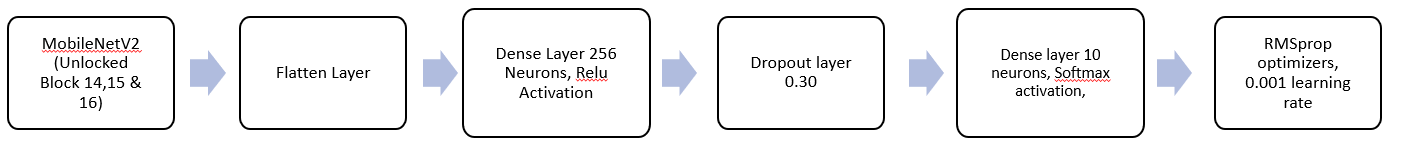 MobileNetV2
(Unlocked
Block 14,15 &
16)
Flatten Layer
Dense Layer 256
Neurons, Relu
Activation
Dropout layer
0.30
Dense layer 10
neurons, Softmax
activation,
RMSprop
optimizers,
0.001 learning
rate